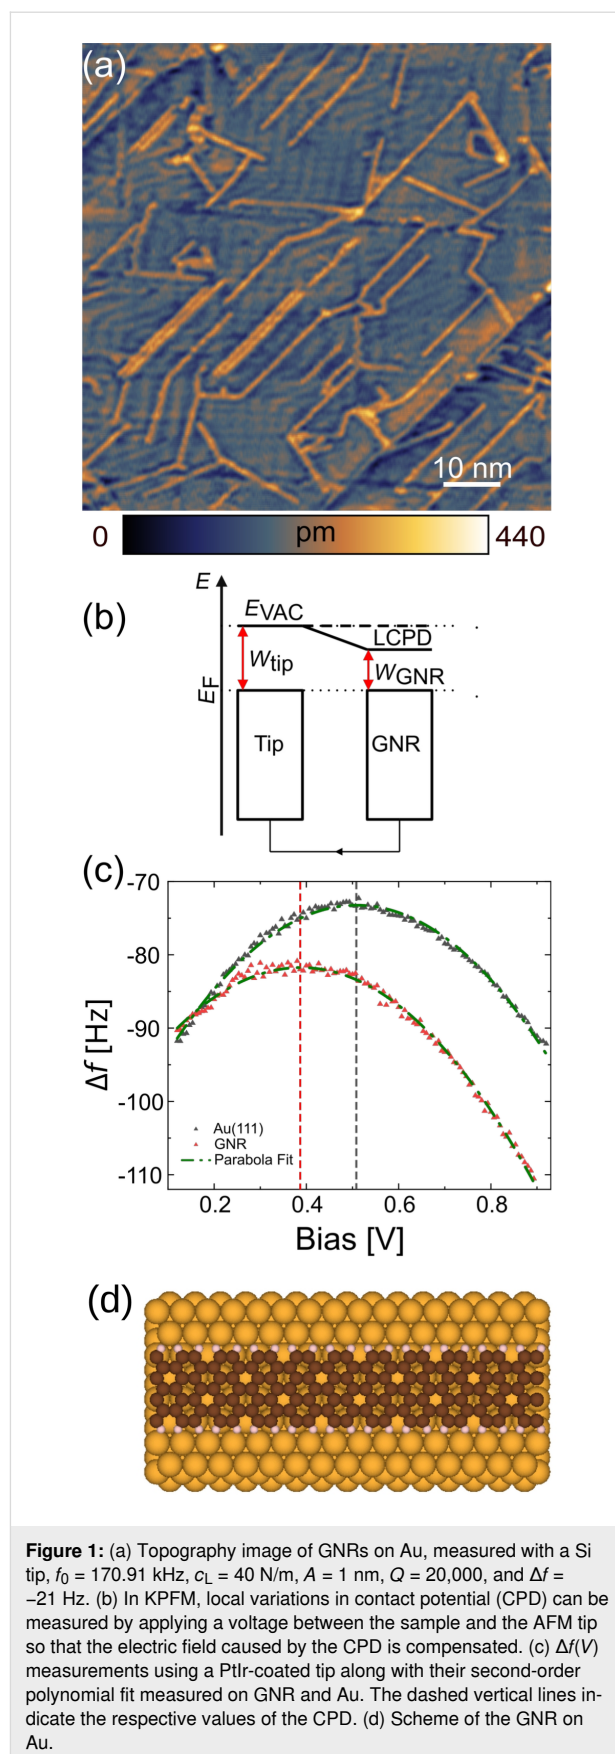 (a)
10 nm
0 pm 440
(b)
E
E_VAC
LCPD
W_tip
W_GNR
E_F
Tip
GNR
(c)
-70
-80
-90
-100
-110
Δf [Hz]
Au(111)
GNR
Parabola Fit
0.2 0.4 0.6 0.8
Bias [V]
(d)
Figure 1: (a) Topography image of GNRs on Au, measured with a Si
tip, f0 = 170.91 kHz, cL = 40 N/m, A = 1 nm, Q = 20,000, and Δf =
−21 Hz. (b) In KPFM, local variations in contact potential (CPD) can be
measured by applying a voltage between the sample and the AFM tip
so that the electric field caused by the CPD is compensated. (c) Δf(V)
measurements using a PtIr-coated tip along with their second-order
polynomial fit measured on GNR and Au. The dashed vertical lines in-
dicate the respective values of the CPD. (d) Scheme of the GNR on
Au.